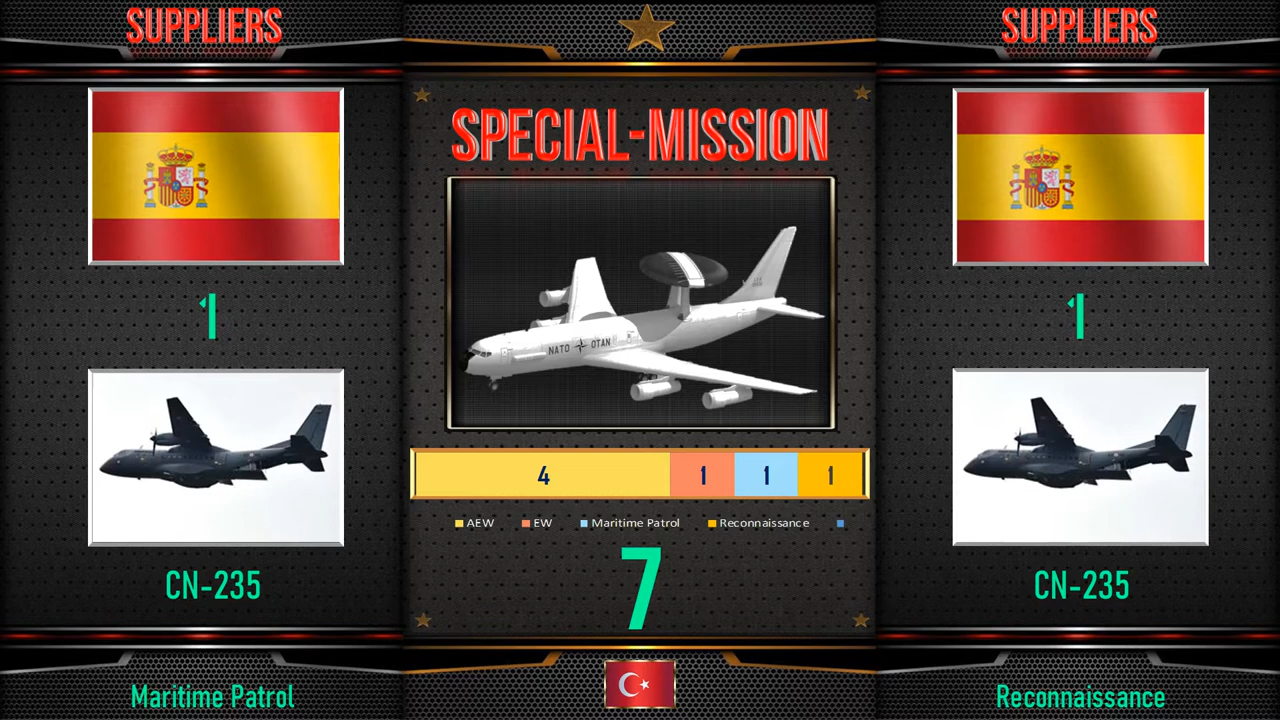 SUPPLIERS
1
CN-235
Maritime Patrol
SPECIAL-MISSION
NATO OTAN
4 1 1 1
AEW EW Maritime Patrol Reconnaissance
7
SUPPLIERS
1
CN-235
Reconnaissance